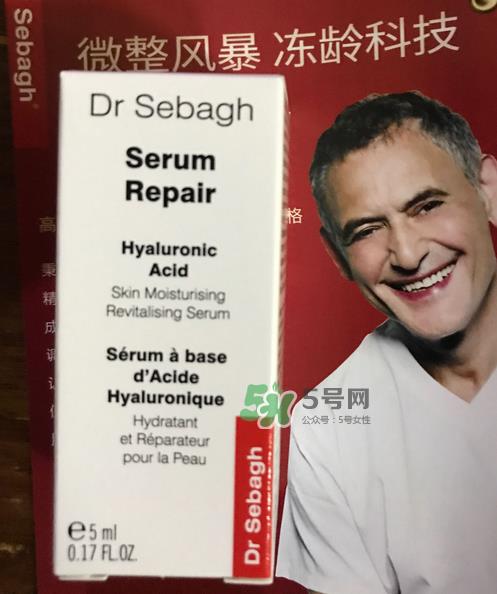 Sebagh
微整风暴 冻龄科技
Dr Sebagh
Serum
Repair
格
高
Hyaluronic
Acid
Skin Moisturising
Revitalising Serum
Sérum à base
d'Acide
Hyaluronique
Hydratant
et Réparateur
pour la Peau
5号网
公众号：5号女性
Dr Sebagh
e 5 ml
0.17 FL.OZ.